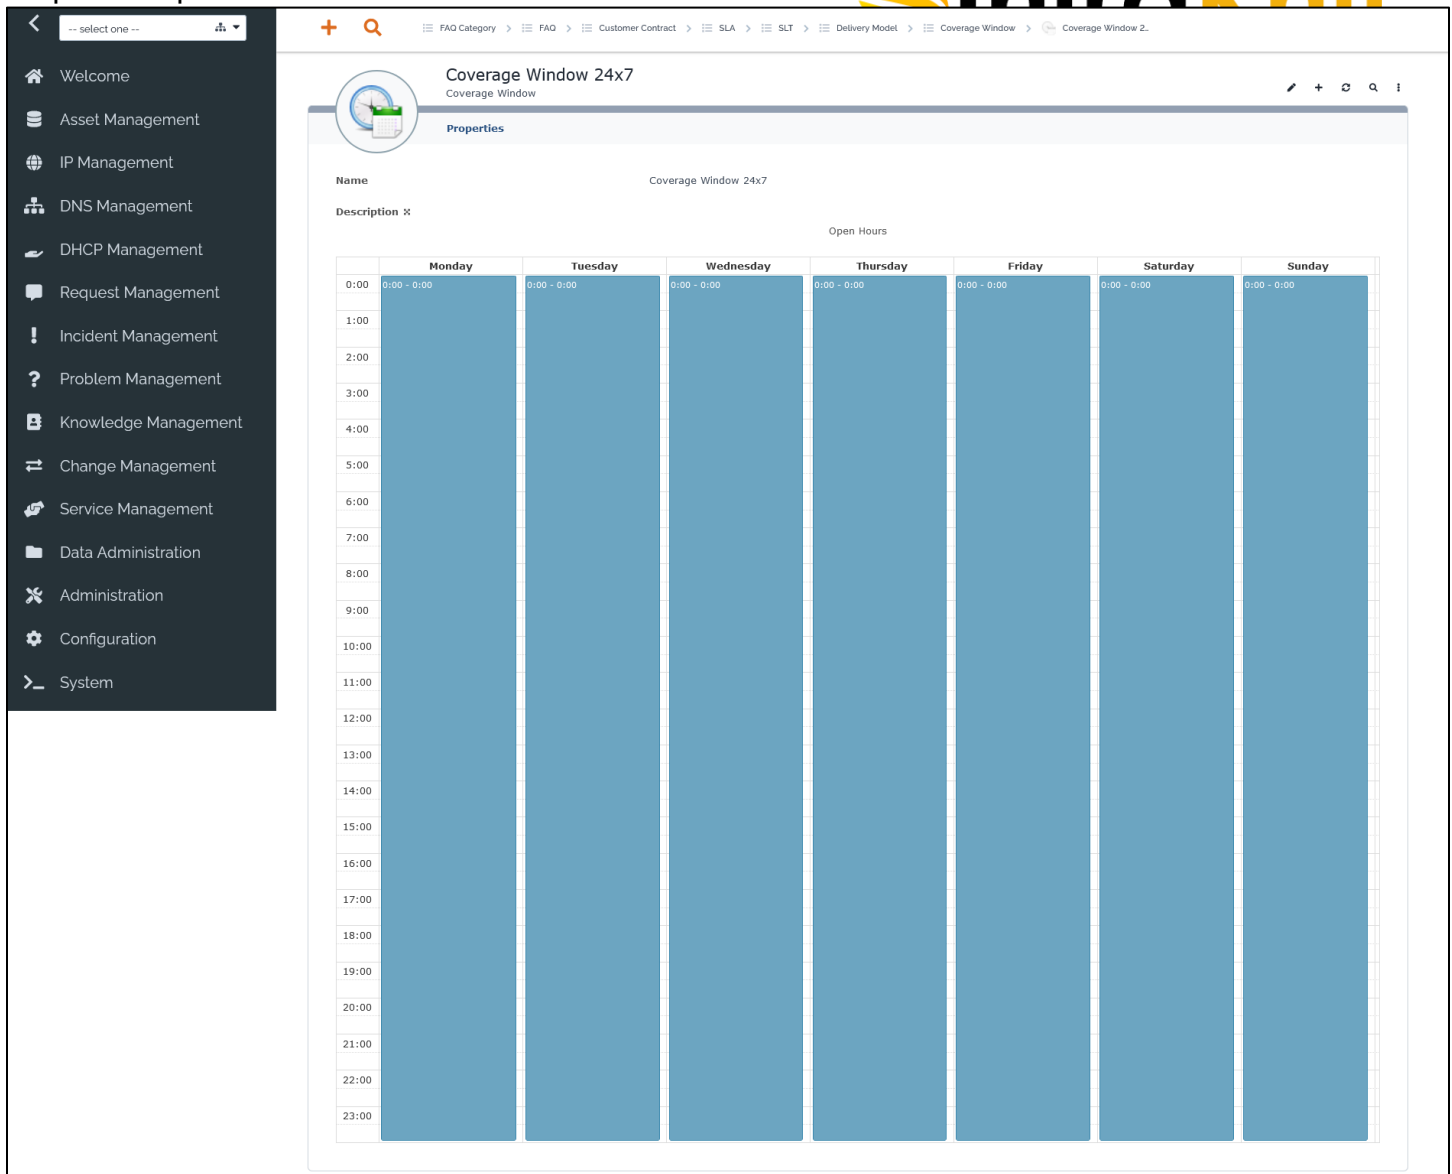 -- select one --
FAQ Category > FAQ > Customer Contract > SLA > SLT > Delivery Model > Coverage Window > Coverage Window 2...
Welcome
Asset Management
IP Management
DNS Management
DHCP Management
Request Management
Incident Management
Problem Management
Knowledge Management
Change Management
Service Management
Data Administration
Administration
Configuration
System
Coverage Window 24x7
Coverage Window
Properties
Name Coverage Window 24x7
Description
Open Hours
Monday Tuesday Wednesday Thursday Friday Saturday Sunday
0:00 0:00 - 0:00 0:00 - 0:00 0:00 - 0:00 0:00 - 0:00 0:00 - 0:00 0:00 - 0:00 0:00 - 0:00
1:00
2:00
3:00
4:00
5:00
6:00
7:00
8:00
9:00
10:00
11:00
12:00
13:00
14:00
15:00
16:00
17:00
18:00
19:00
20:00
21:00
22:00
23:00